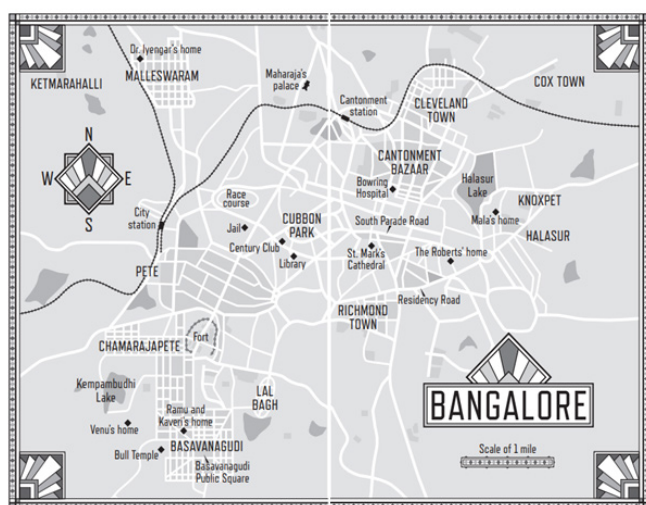 Dr. Iyengar's home
MALLESWARAM
KETMARAHALLI
Maharaja's
palace
Cantonment
station
CLEVELAND
TOWN
COX TOWN
N
W
E
S
CANTONMENT
BAZAAR
Bowring
Hospital
Halasur
Lake
KNOXPET
Mala's home
HALASUR
City
station
Race
course
Jail
CUBBON
PARK
Century Club
Library
South Parade Road
St. Mark's
Cathedral
The Roberts' home
PETE
Residency Road
RICHMOND
TOWN
Fort
CHAMARAJAPETE
Kempambudhi
Lake
LAL
BAGH
Ramu and
Kaveri's home
Venu's home
Bull Temple
BASAVANAGUDI
Basavanagudi
Public Square
BANGALORE
Scale of 1 mile